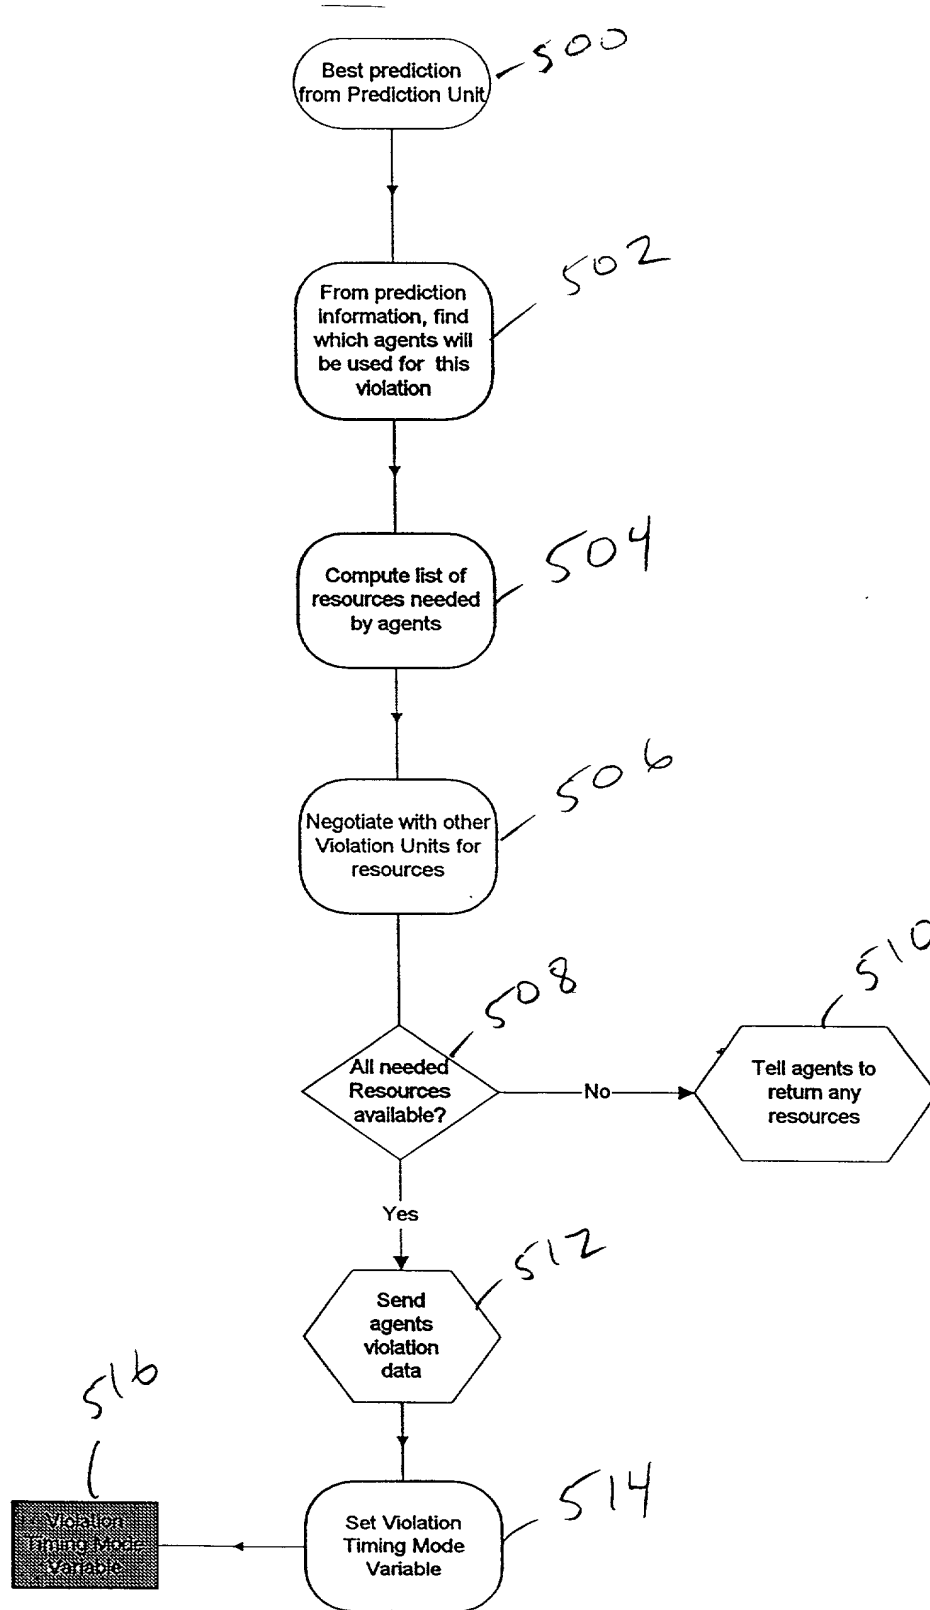 Best prediction
from Prediction Unit
500
From prediction
information, find
which agents will
be used for this
violation
502
Compute list of
resources needed
by agents
504
Negotiate with other
Violation Units for
resources
506
All needed
Resources
available?
508
No
Tell agents to
return any
resources
510
Yes
Send
agents
violation
data
512
Set Violation
Timing Mode
Variable
514
Violation
Timing Mode
Variable
516